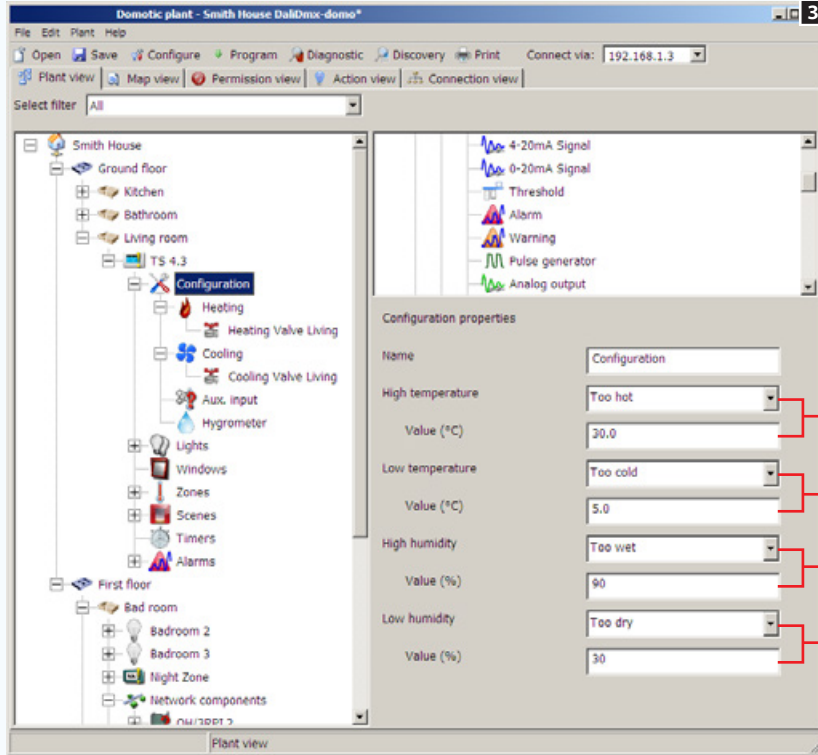 Domotic plant - Smith House DaliDmx-domo*
3
File Edit Plant Help
Open Save Configure Program Diagnostic Discovery Print Connect via: 192.168.1.3
Plant view Map view Permission view Action view Connection view
Select filter All
Smith House
Ground floor
Kitchen
Bathroom
Living room
TS 4.3
Configuration
Heating
Heating Valve Living
Cooling
Cooling Valve Living
Aux. input
Hygrometer
Lights
Windows
Zones
Scenes
Timers
Alarms
First floor
Bad room
Badroom 2
Badroom 3
Night Zone
Network components
OH/3RPI 2
4-20mA Signal
0-20mA Signal
Threshold
Alarm
Warning
Pulse generator
Analog output
Configuration properties
Name Configuration
High temperature Too hot
Value (°C) 30.0
Low temperature Too cold
Value (°C) 5.0
High humidity Too wet
Value (%) 90
Low humidity Too dry
Value (%) 30
Plant view